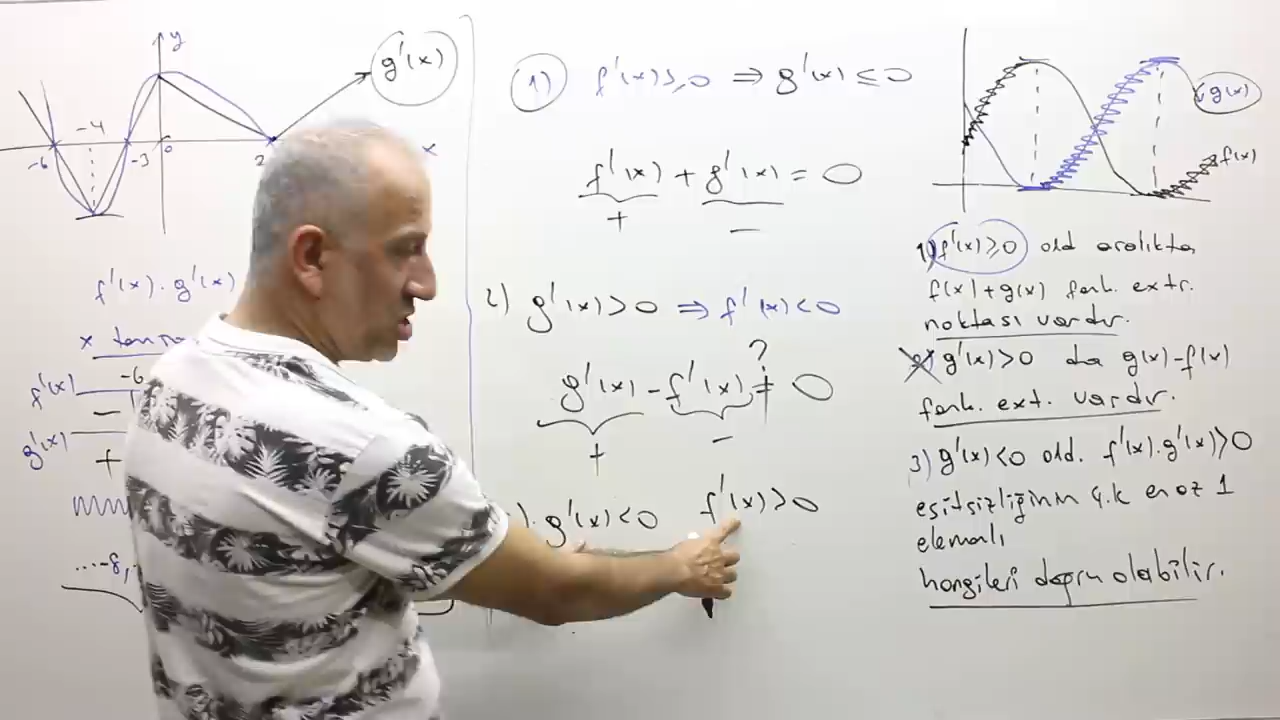 y
g'(x)
-4
-6
-3
0
2
x
f'(x) . g'(x)
x
-6
f'(x)
−
g'(x)
+
...-8,
1) f'(x) ≥ 0 ⇒ g'(x) ≤ 0
f'(x) + g'(x) = 0
+ −
2) g'(x) > 0 ⇒ f'(x) < 0
?
g'(x) - f'(x) ≠ 0
+ −
). g'(x) < 0 f'(x) > 0
g(x)
f(x)
1) f'(x) ≥ 0 old aralıkta
f(x) + g(x) fonk. extr.
noktası vardır.
2) g'(x) > 0 da g(x) - f(x)
fonk. ext. vardır.
3) g'(x) < 0 old. f'(x). g'(x) > 0
eşitsizliğinin ç.k en az 1
elemanlı
hangileri doğru olabilir.